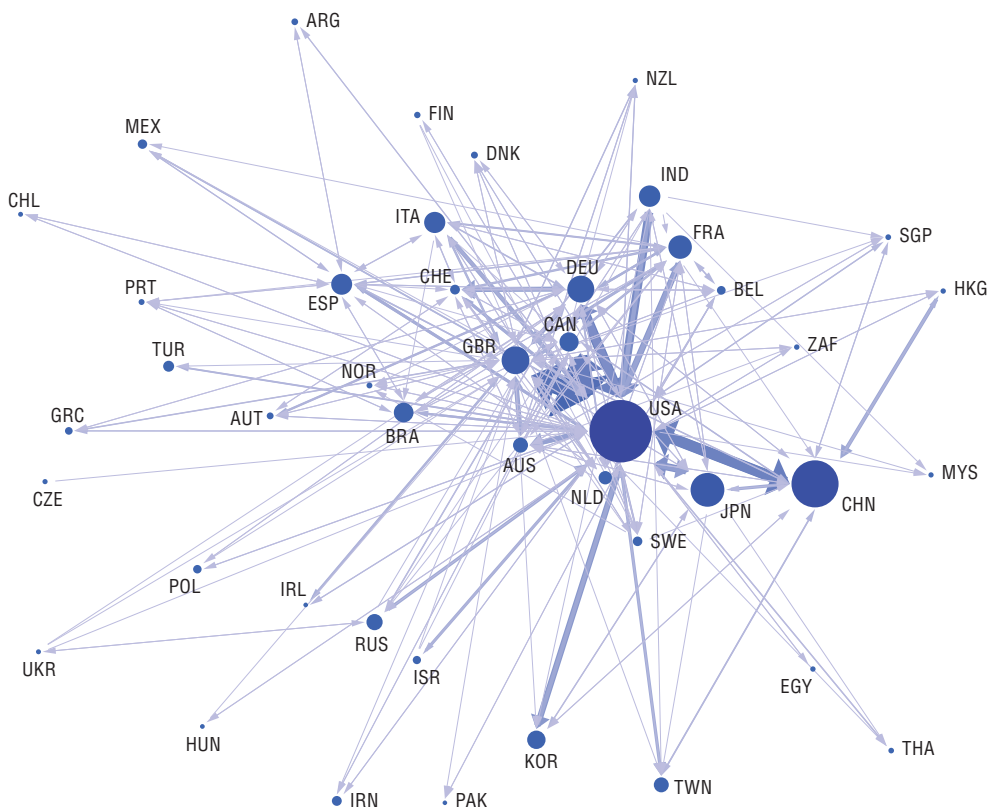 ARG
NZL
FIN
MEX
DNK
IND
CHL
ITA
FRA
SGP
DEU
CHE
PRT
ESP
BEL
HKG
CAN
TUR
GBR
ZAF
NOR
GRC
AUT
USA
BRA
AUS
MYS
CZE
NLD
CHN
JPN
SWE
POL
IRL
RUS
UKR
ISR
EGY
HUN
KOR
THA
TWN
IRN
PAK